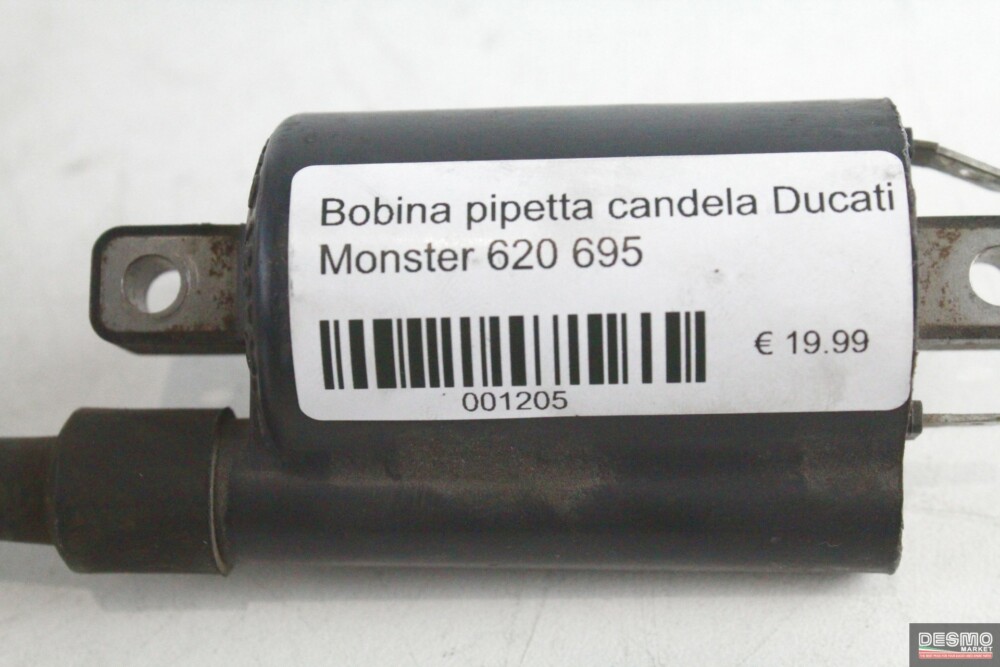 Bobina pipetta candela Ducati
Monster 620 695
€ 19.99
001205
DESMO
MARKET